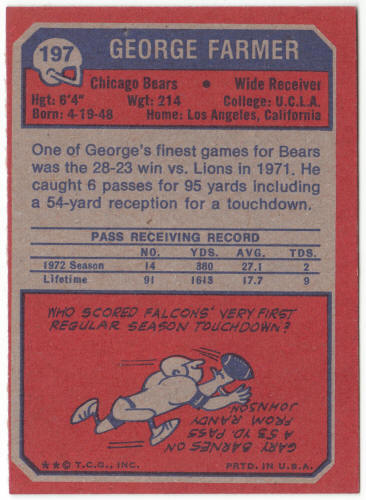 197
GEORGE FARMER
Chicago Bears • Wide Receiver
Hgt: 6'4" Wgt: 214 College: U.C.L.A.
Born: 4-19-48 Home: Los Angeles, California
One of George's finest games for Bears
was the 28-23 win vs. Lions in 1971. He
caught 6 passes for 95 yards including
a 54-yard reception for a touchdown.
PASS RECEIVING RECORD
NO. YDS. AVG. TDS.
1972 Season 14 380 27.1 2
Lifetime 91 1613 17.7 9
WHO SCORED FALCONS' VERY FIRST
REGULAR SEASON TOUCHDOWN?
GARY BARNES ON
A 53 YD. PASS
FROM RANDY
JOHNSON
**© T.C.G., INC. PRTD. IN U.S.A.